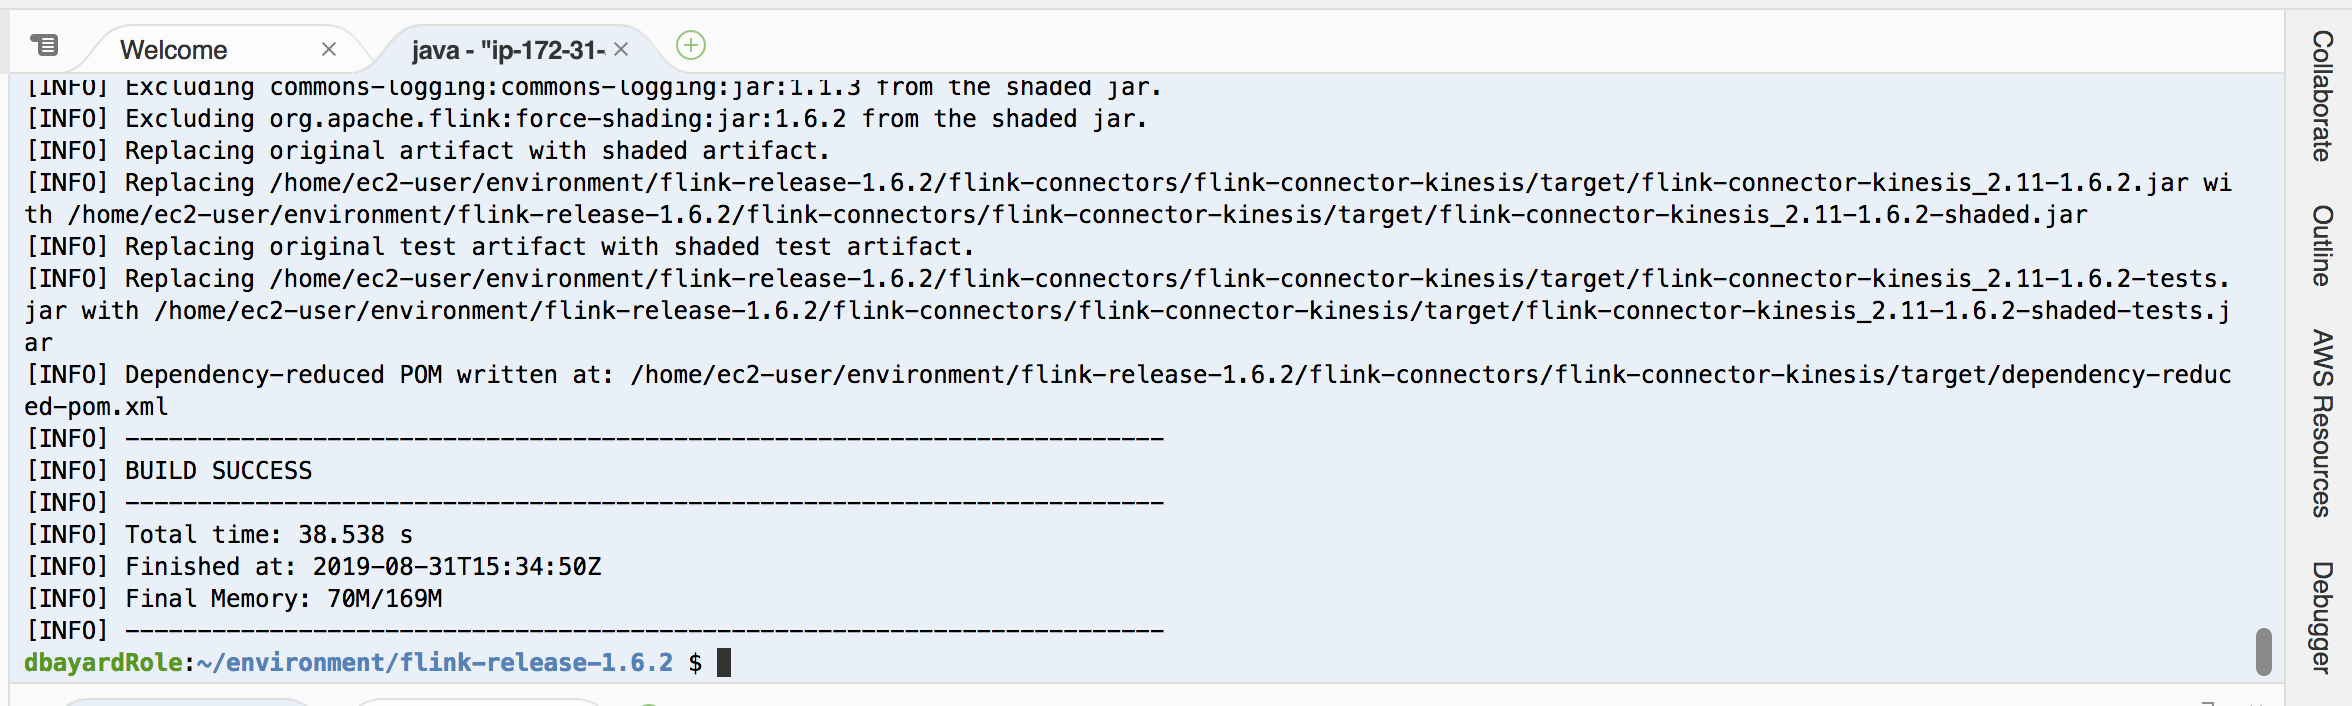 Welcome
java - "ip-172-31-
[INFO] Excluding commons-logging:commons-logging:jar:1.1.3 from the shaded jar.
[INFO] Excluding org.apache.flink:force-shading:jar:1.6.2 from the shaded jar.
[INFO] Replacing original artifact with shaded artifact.
[INFO] Replacing /home/ec2-user/environment/flink-release-1.6.2/flink-connectors/flink-connector-kinesis/target/flink-connector-kinesis_2.11-1.6.2.jar wi
th /home/ec2-user/environment/flink-release-1.6.2/flink-connectors/flink-connector-kinesis/target/flink-connector-kinesis_2.11-1.6.2-shaded.jar
[INFO] Replacing original test artifact with shaded test artifact.
[INFO] Replacing /home/ec2-user/environment/flink-release-1.6.2/flink-connectors/flink-connector-kinesis/target/flink-connector-kinesis_2.11-1.6.2-tests.
jar with /home/ec2-user/environment/flink-release-1.6.2/flink-connectors/flink-connector-kinesis/target/flink-connector-kinesis_2.11-1.6.2-shaded-tests.j
ar
[INFO] Dependency-reduced POM written at: /home/ec2-user/environment/flink-release-1.6.2/flink-connectors/flink-connector-kinesis/target/dependency-reduc
ed-pom.xml
[INFO] ------------------------------------------------------------------------
[INFO] BUILD SUCCESS
[INFO] ------------------------------------------------------------------------
[INFO] Total time: 38.538 s
[INFO] Finished at: 2019-08-31T15:34:50Z
[INFO] Final Memory: 70M/169M
[INFO] ------------------------------------------------------------------------
dbayardRole:~/environment/flink-release-1.6.2 $
Collaborate
Outline
AWS Resources
Debugger